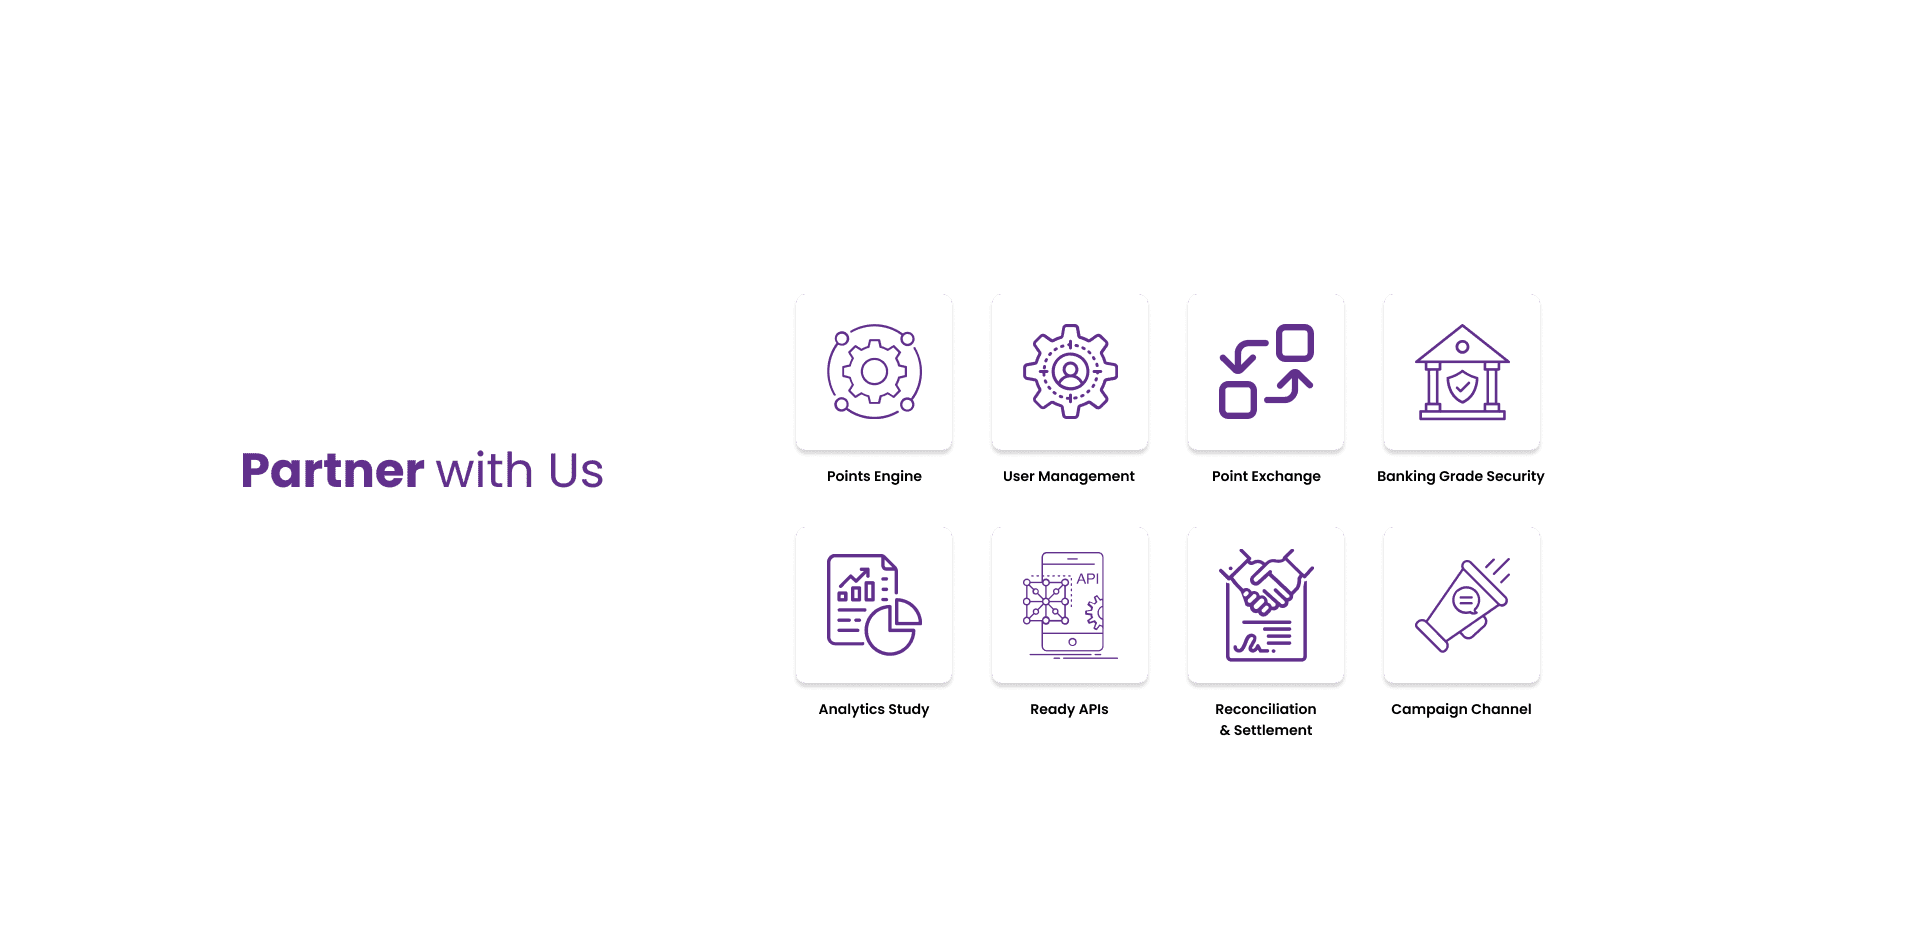 Partner with Us
Points Engine
User Management
Point Exchange
Banking Grade Security
API
Analytics Study
Ready APIs
Reconciliation
& Settlement
Campaign Channel